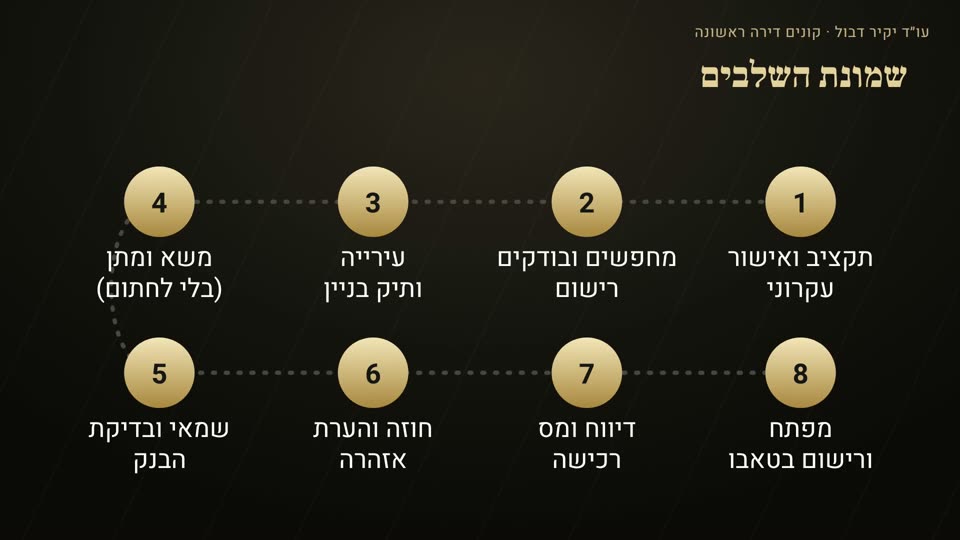 עו"ד יקיר דבול · קונים דירה ראשונה
שמונת השלבים
1
תקציב ואישור
עקרוני
2
מחפשים ובודקים
רישום
3
עירייה
ותיק בניין
4
משא ומתן
(בלי לחתום)
5
שמאי ובדיקת
הבנק
6
חוזה והערת
אזהרה
7
דיווח ומס
רכישה
8
מפתח
ורישום בטאבו